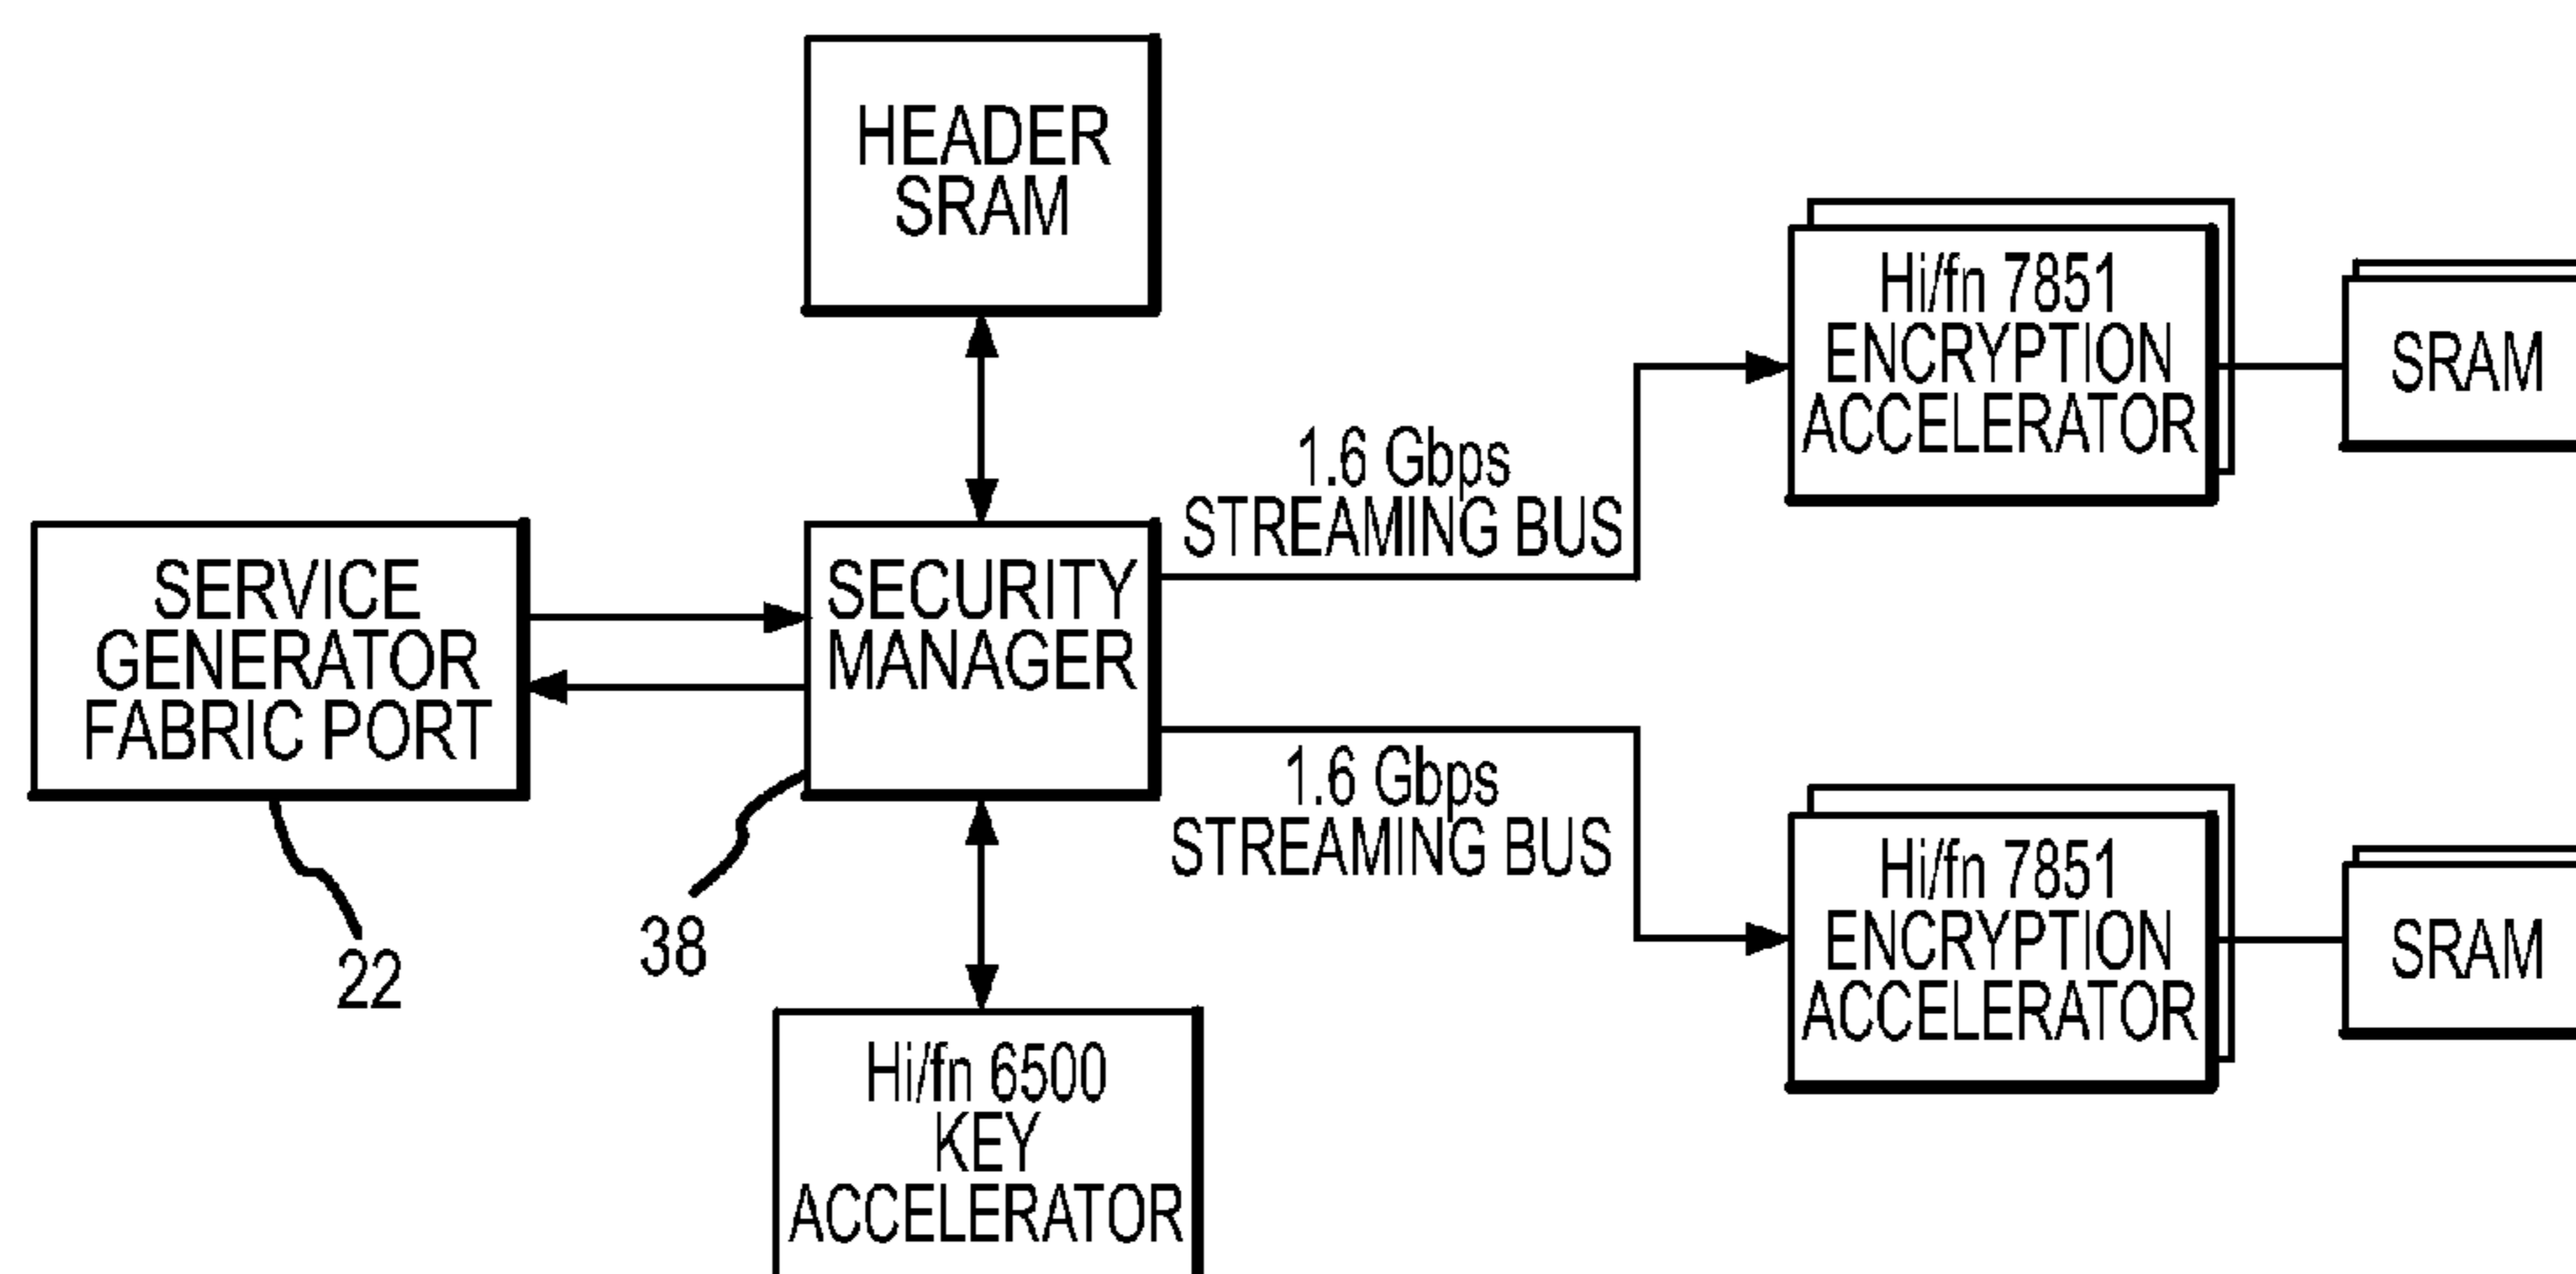 HEADER
SRAM
Hi/fn 7851
ENCRYPTION
ACCELERATOR
SRAM
1.6 Gbps
STREAMING BUS
SERVICE
GENERATOR
FABRIC PORT
SECURITY
MANAGER
1.6 Gbps
STREAMING BUS
22
38
Hi/fn 7851
ENCRYPTION
ACCELERATOR
SRAM
Hi/fn 6500
KEY
ACCELERATOR